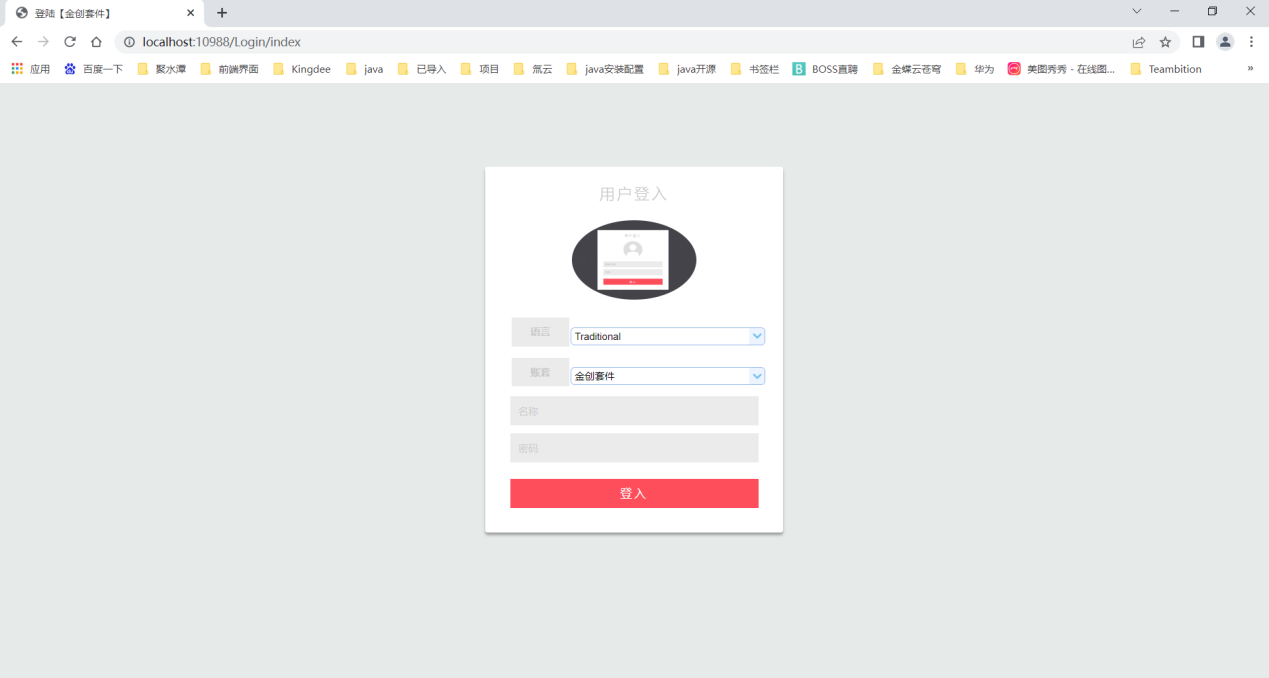 登陆【金创套件】
localhost:10988/Login/index
应用 百度一下 聚水潭 前端界面 Kingdee java 已导入 项目 氚云 java安装配置 java开源 书签栏 BOSS直聘 金蝶云苍穹 华为 美图秀秀 - 在线图... Teambition »
用户登入
语言 Traditional
账套 金创套件
名称
密码
登入